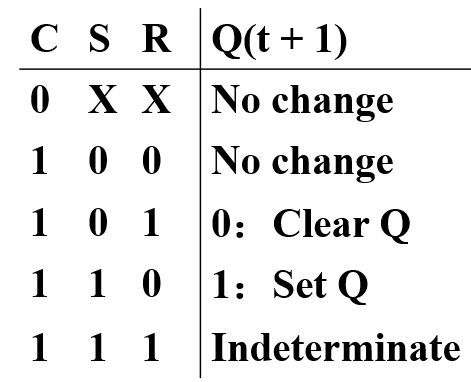 C S R Q(t + 1)
0 X X No change
1 0 0 No change
1 0 1 0：Clear Q
1 1 0 1：Set Q
1 1 1 Indeterminate